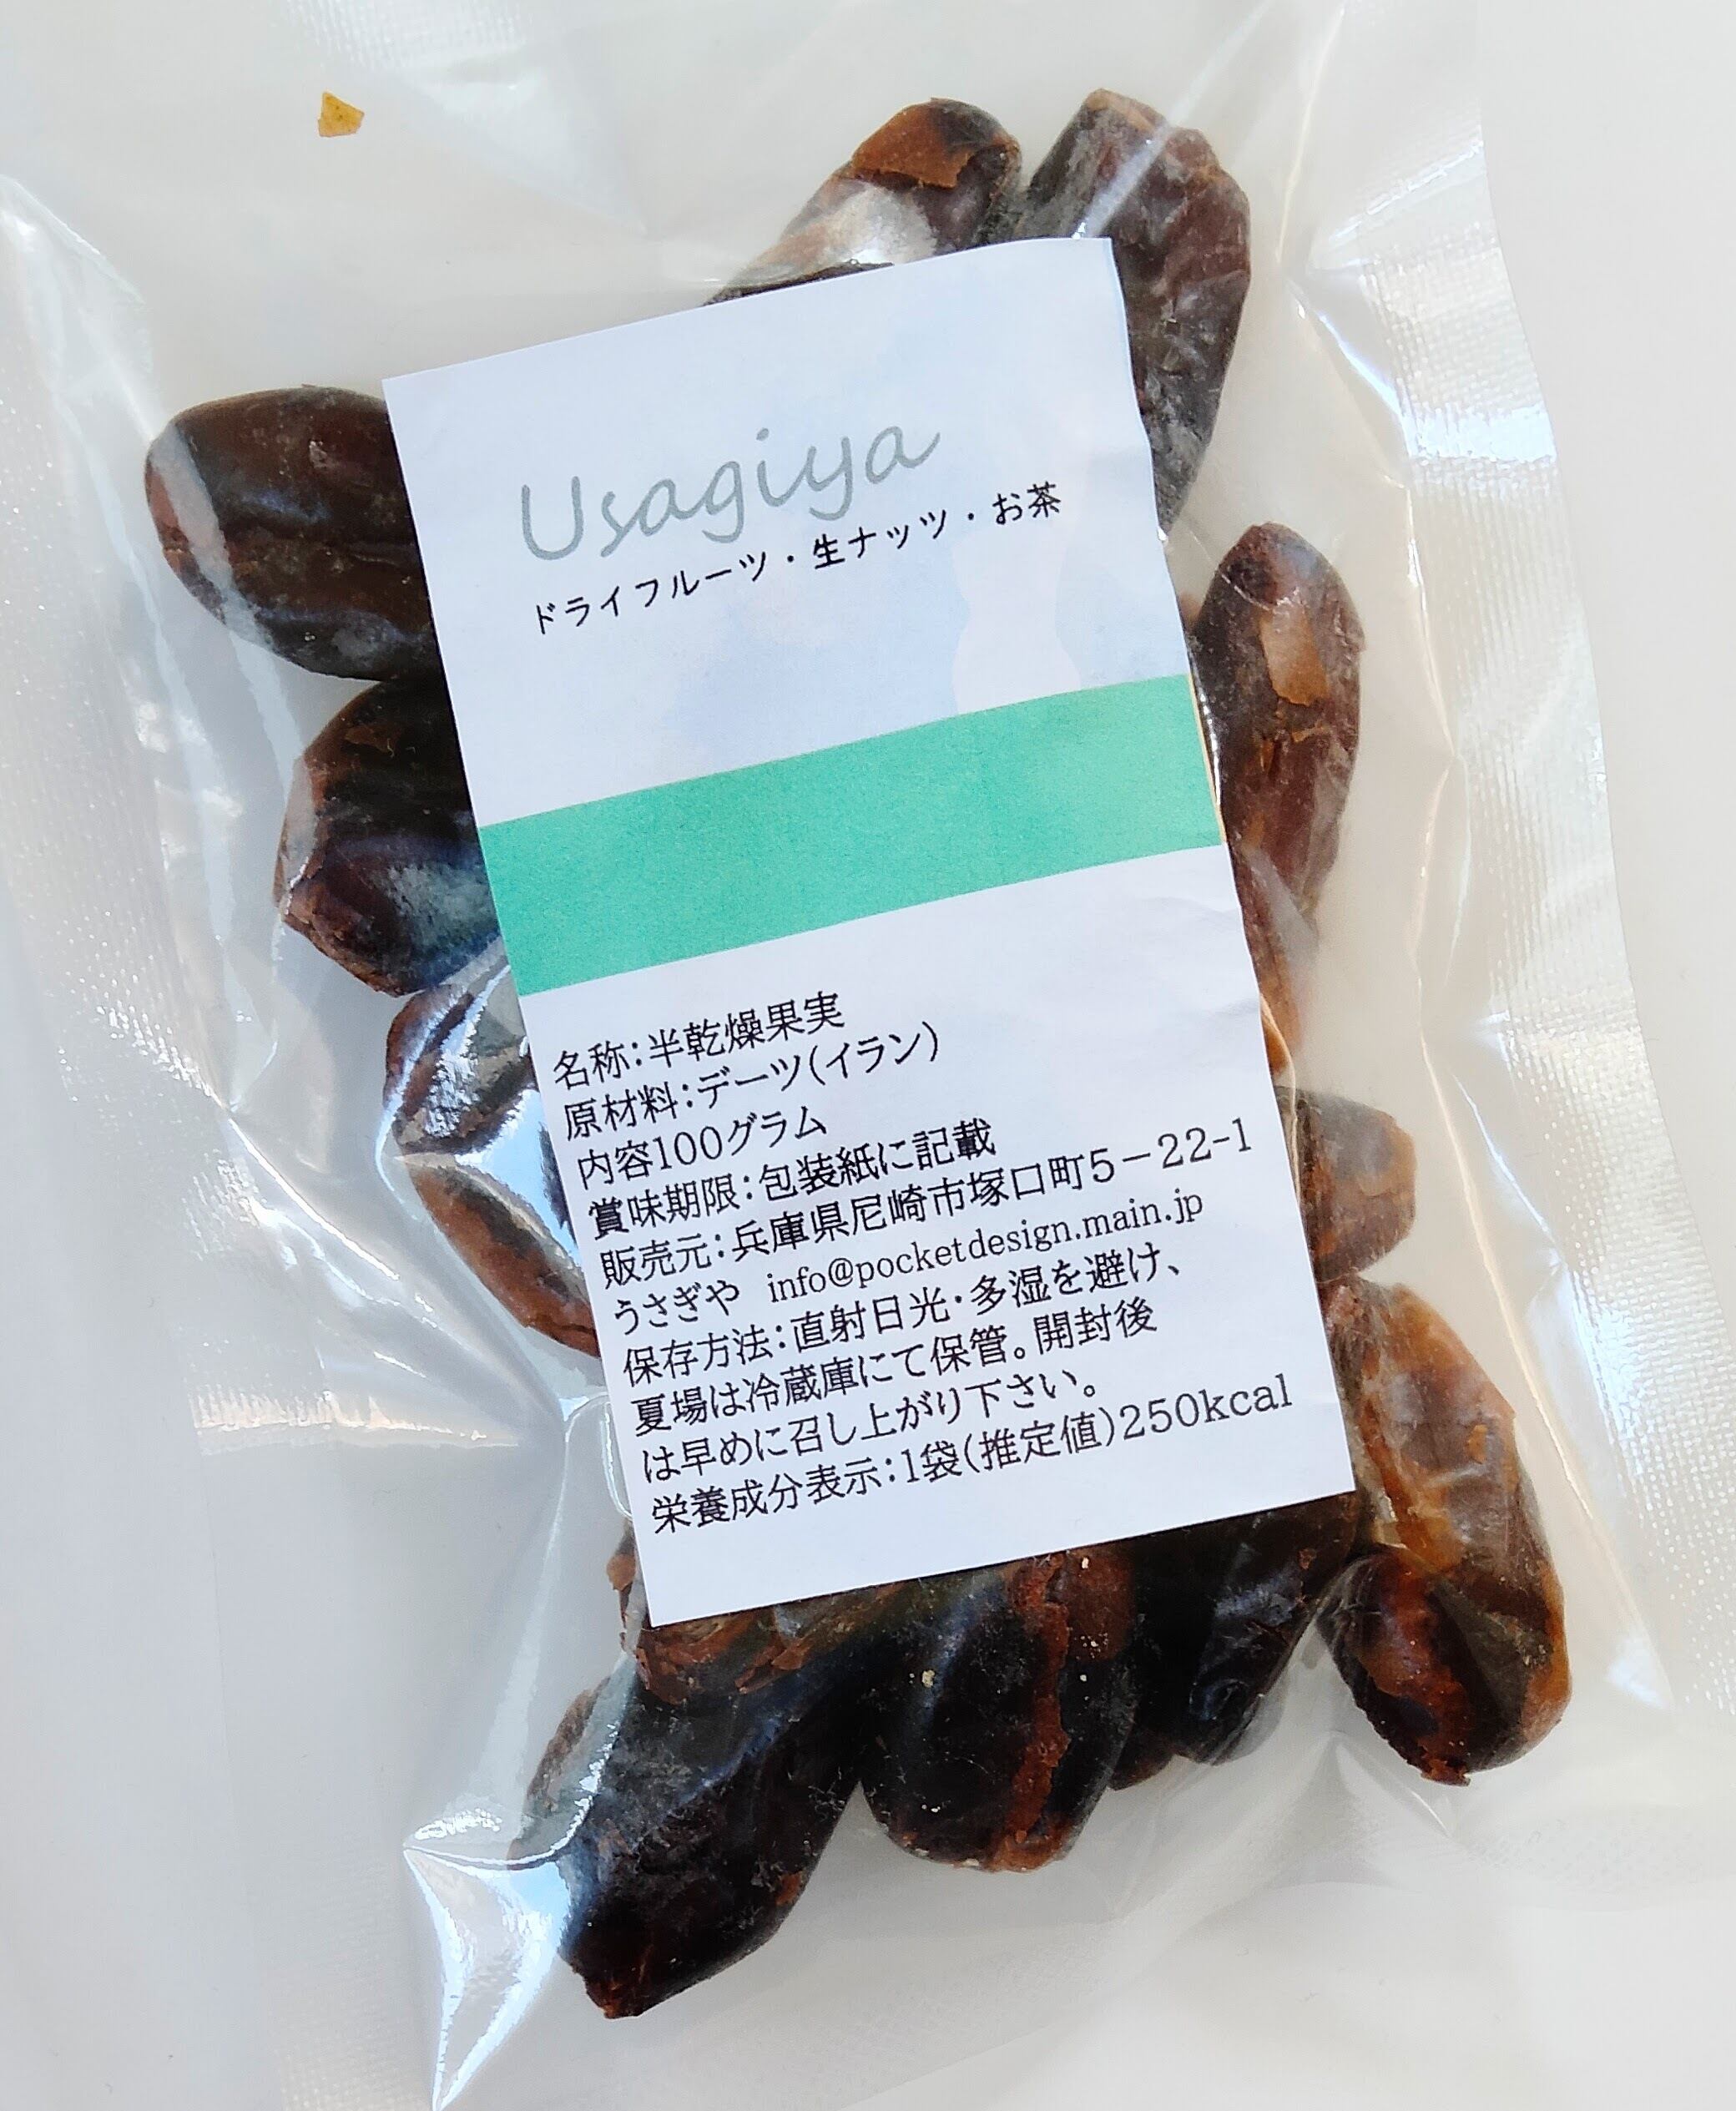 Usagiya
ドライフルーツ・生ナッツ・お茶
名称：半乾燥果実
原材料：デーツ（イラン）
内容100グラム
賞味期限：包装紙に記載
販売元：兵庫県尼崎市塚口町5－22-1
うさぎや info@pocketdesign.main.jp
保存方法：直射日光・多湿を避け、
夏場は冷蔵庫にて保管。開封後
は早めに召し上がり下さい。
栄養成分表示：1袋（推定値）250kcal